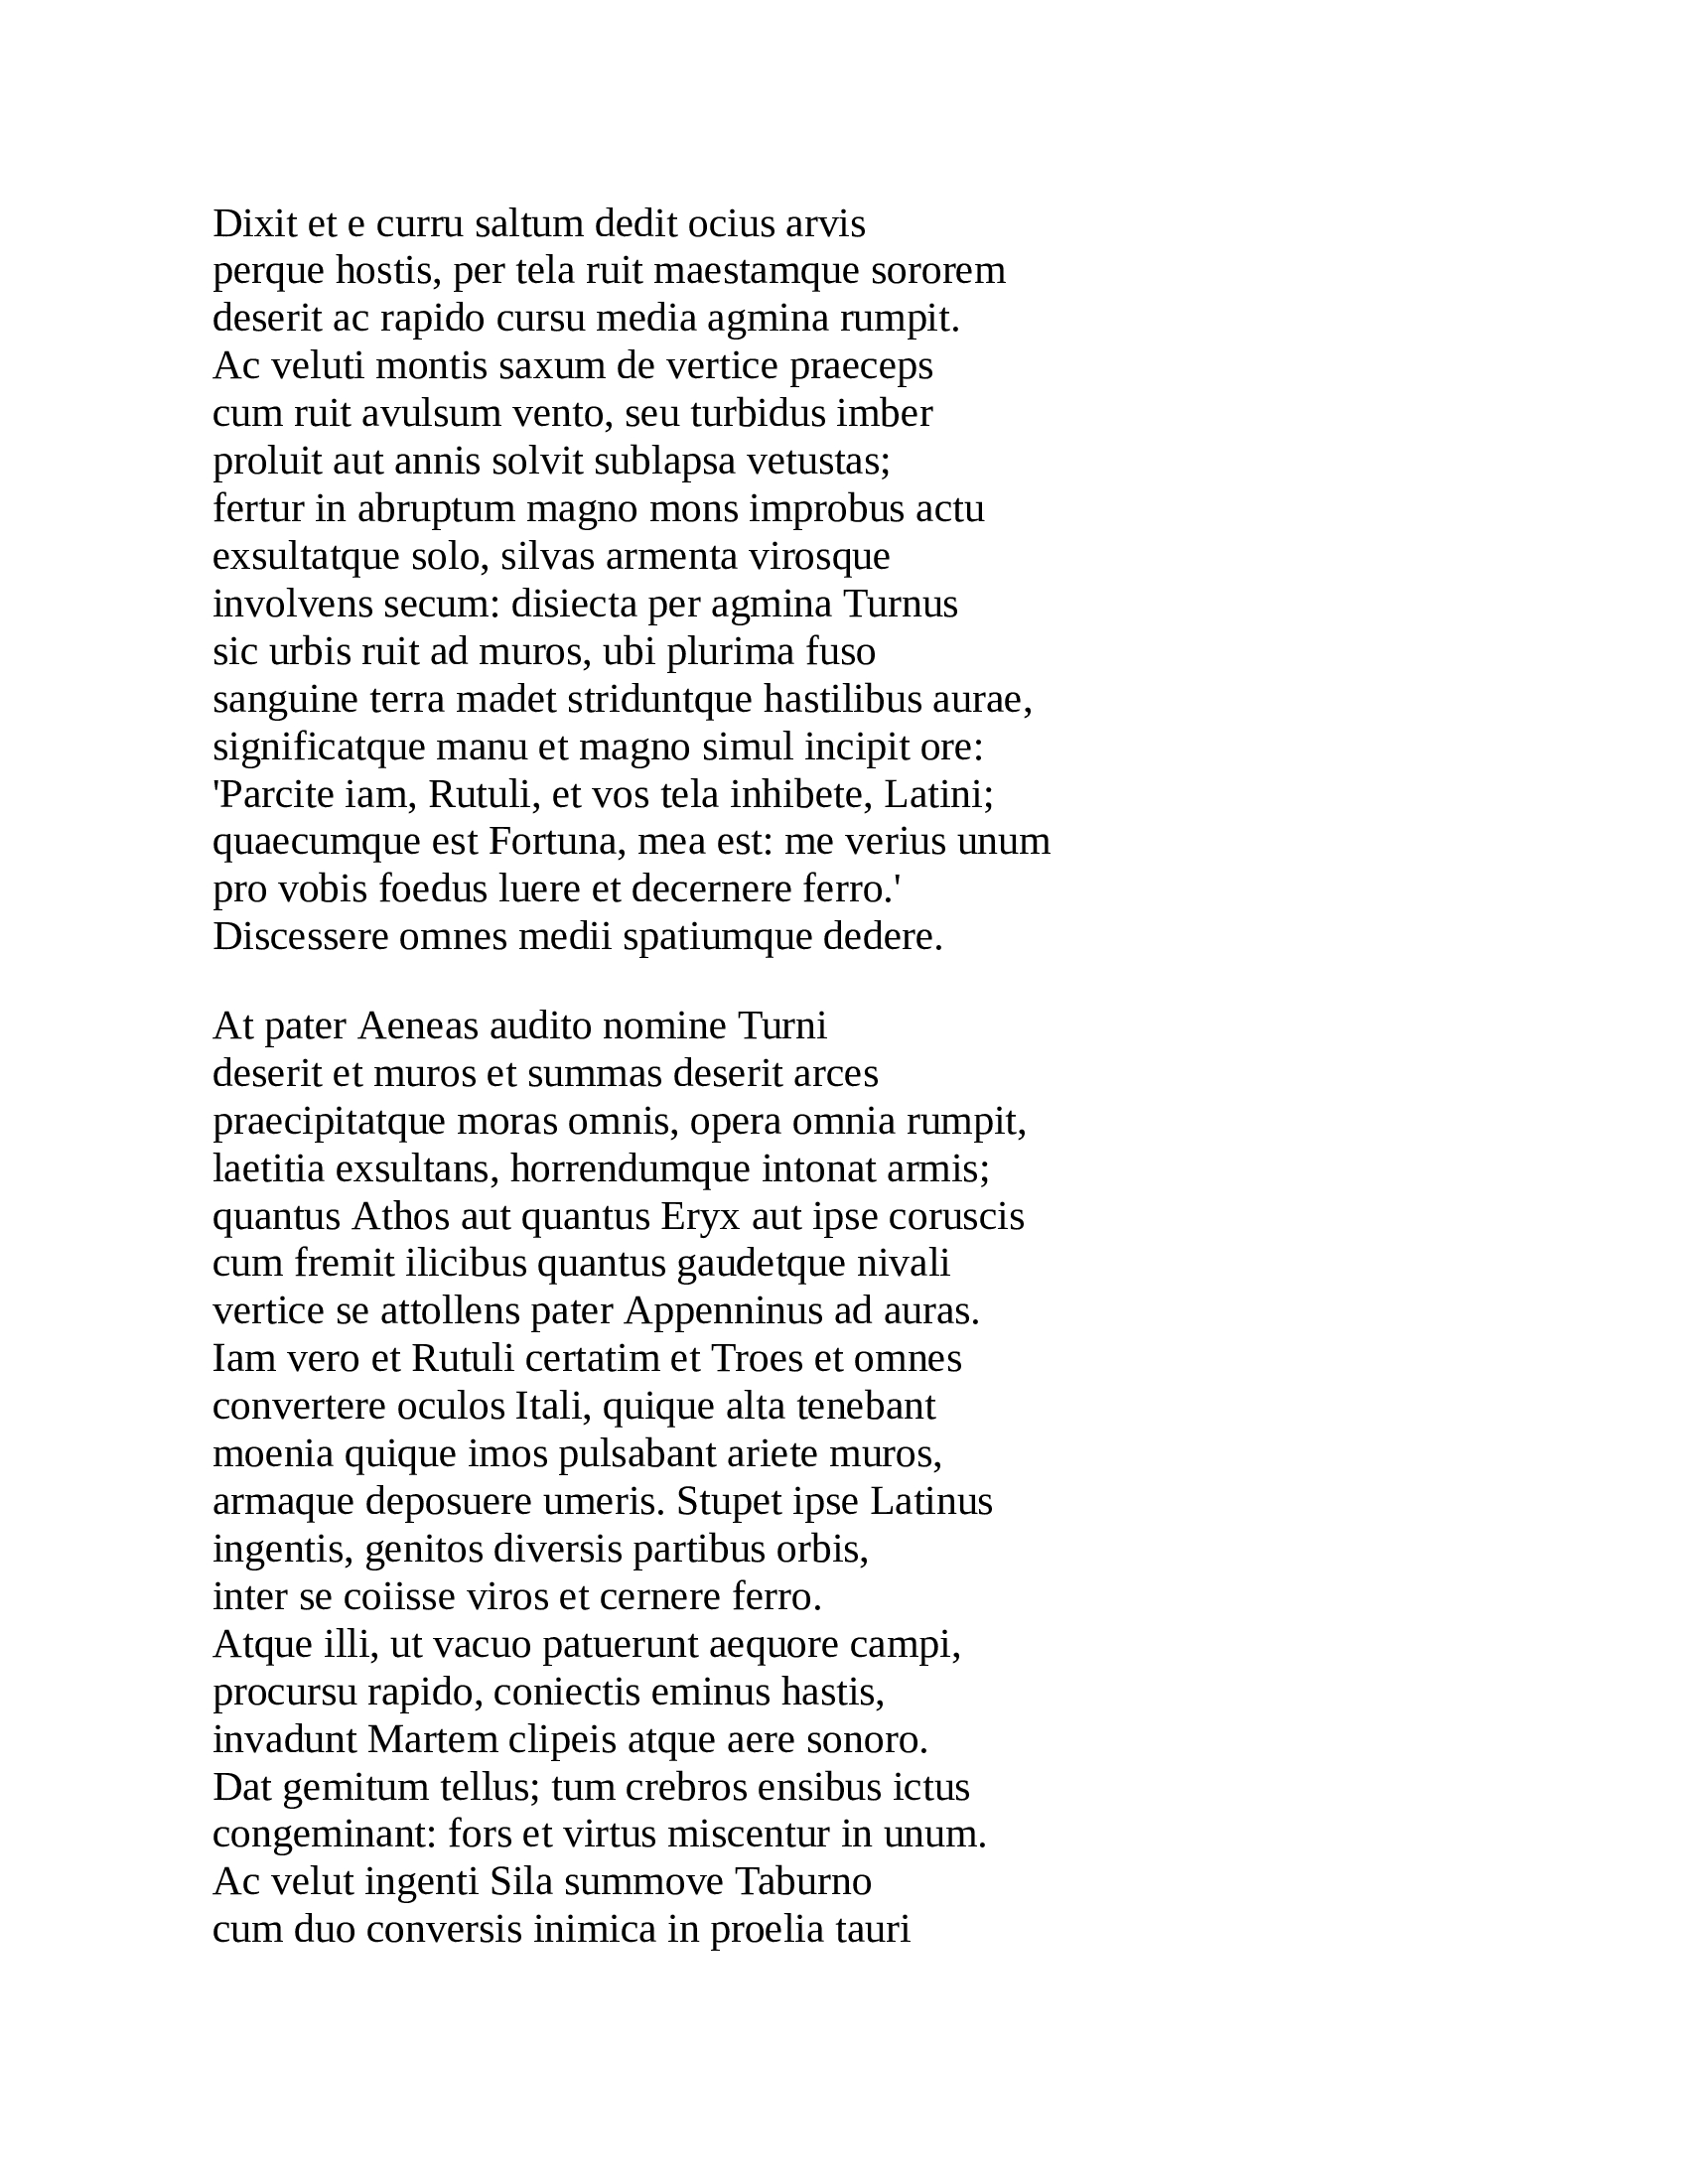 Dixit et e curru saltum dedit ocius arvis
perque hostis, per tela ruit maestamque sororem
deserit ac rapido cursu media agmina rumpit.
Ac veluti montis saxum de vertice praeceps
cum ruit avulsum vento, seu turbidus imber
proluit aut annis solvit sublapsa vetustas;
fertur in abruptum magno mons improbus actu
exsultatque solo, silvas armenta virosque
involvens secum: disiecta per agmina Turnus
sic urbis ruit ad muros, ubi plurima fuso
sanguine terra madet striduntque hastilibus aurae,
significatque manu et magno simul incipit ore:
'Parcite iam, Rutuli, et vos tela inhibete, Latini;
quaecumque est Fortuna, mea est: me verius unum
pro vobis foedus luere et decernere ferro.'
Discessere omnes medii spatiumque dedere.

At pater Aeneas audito nomine Turni
deserit et muros et summas deserit arces
praecipitatque moras omnis, opera omnia rumpit,
laetitia exsultans, horrendumque intonat armis;
quantus Athos aut quantus Eryx aut ipse coruscis
cum fremit ilicibus quantus gaudetque nivali
vertice se attollens pater Appenninus ad auras.
Iam vero et Rutuli certatim et Troes et omnes
convertere oculos Itali, quique alta tenebant
moenia quique imos pulsabant ariete muros,
armaque deposuere umeris. Stupet ipse Latinus
ingentis, genitos diversis partibus orbis,
inter se coiisse viros et cernere ferro.
Atque illi, ut vacuo patuerunt aequore campi,
procursu rapido, coniectis eminus hastis,
invadunt Martem clipeis atque aere sonoro.
Dat gemitum tellus; tum crebros ensibus ictus
congeminant: fors et virtus miscentur in unum.
Ac velut ingenti Sila summove Taburno
cum duo conversis inimica in proelia tauri